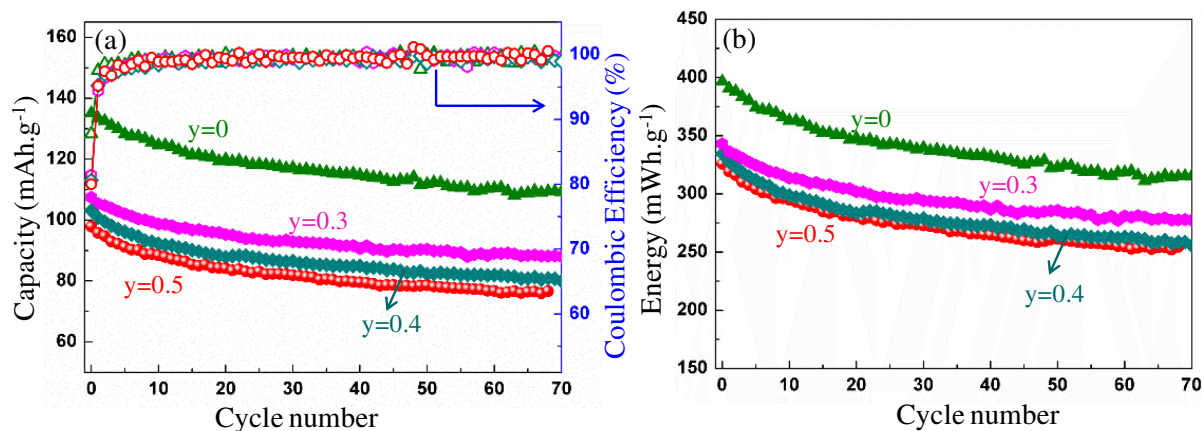 (a)
Capacity (mAh.g-1)
160
140
120
100
80
60
y=0
y=0.3
y=0.5
y=0.4
100
90
80
70
60
Coulombic Efficiency (%)
0 10 20 30 40 50 60 70
Cycle number
(b)
Energy (mWh.g-1)
450
400
350
300
250
200
150
y=0
y=0.3
y=0.5
y=0.4
0 10 20 30 40 50 60 70
Cycle number